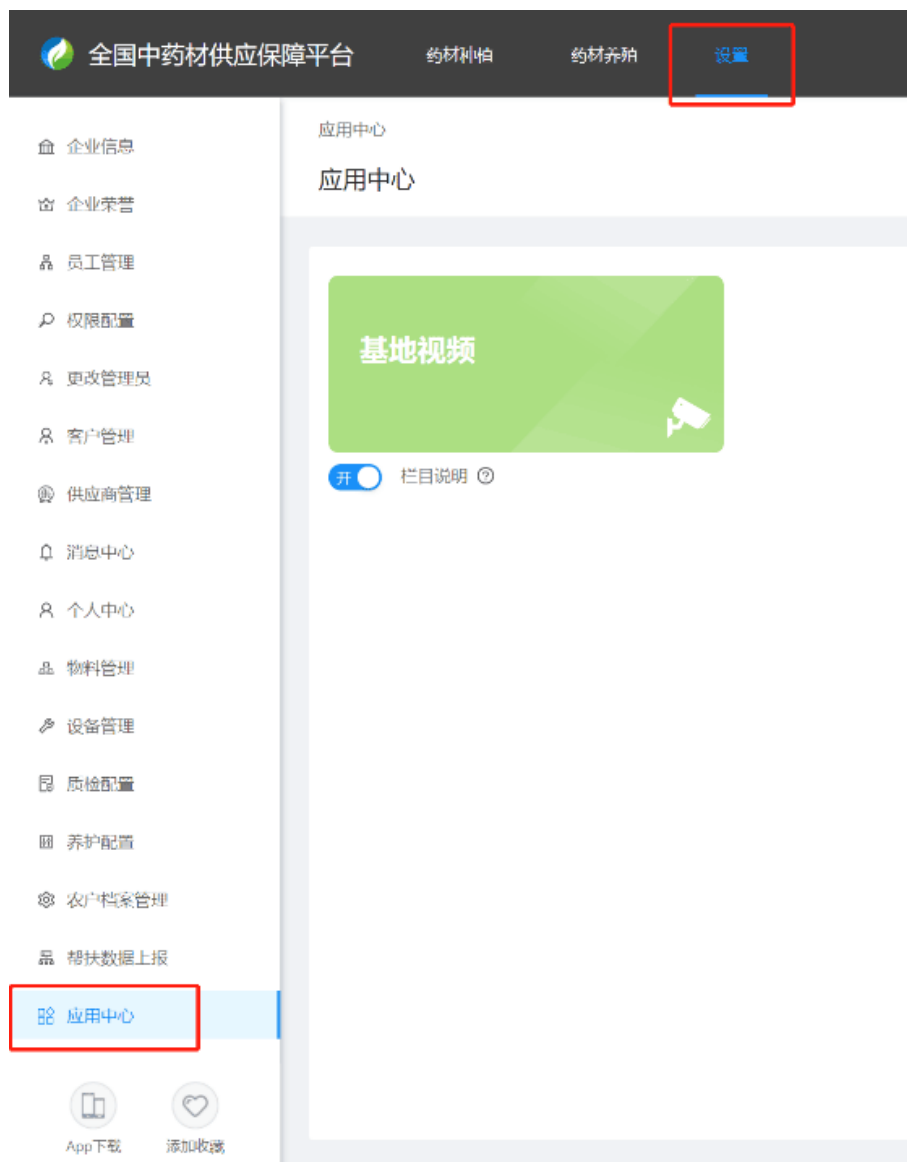 全国中药材供应保障平台 药材种植 药材养殖 设置
企业信息
企业荣誉
员工管理
权限配置
更改管理员
客户管理
供应商管理
消息中心
个人中心
物料管理
设备管理
质检配置
养护配置
农户档案管理
帮扶数据上报
应用中心
App下载 添加收藏
应用中心
应用中心
基地视频
开 栏目说明